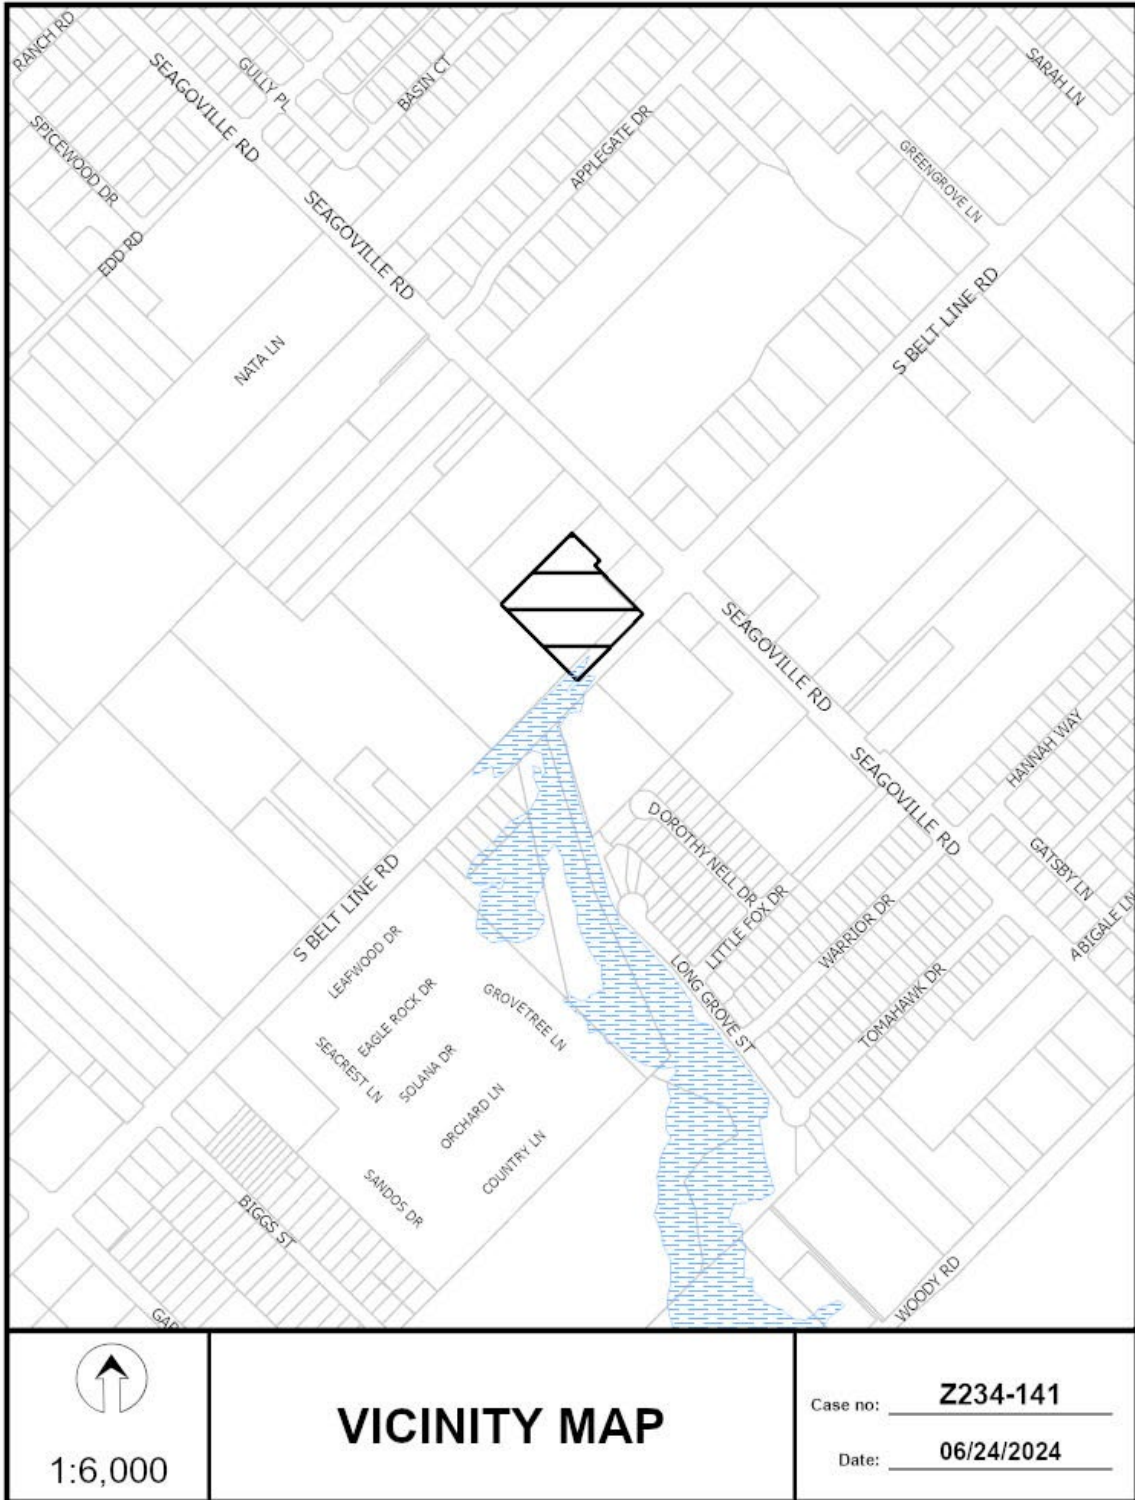 RANCH RD
SEAGOVILLE RD
GULLY PL
BASIN CT
SARAH LN
SPICEWOOD DR
APPLEGATE DR
GREENGROVE LN
SEAGOVILLE RD
EDD RD
NATA LN
S BELT LINE RD
SEAGOVILLE RD
HANNAH WAY
SEAGOVILLE RD
DOROTHY NELL DR
GATSBY LN
S BELT LINE RD
LITTLE FOX DR
WARRIOR DR
ABIGALE LN
LEAFWOOD DR
EAGLE ROCK DR
GROVETREE LN
LONG GROVE ST
TOMAHAWK DR
SEACREST LN
SOLANA DR
ORCHARD LN
COUNTRY LN
SANDOS DR
BIGGS ST
WOODY RD
1:6,000
VICINITY MAP
Case no: Z234-141
Date: 06/24/2024